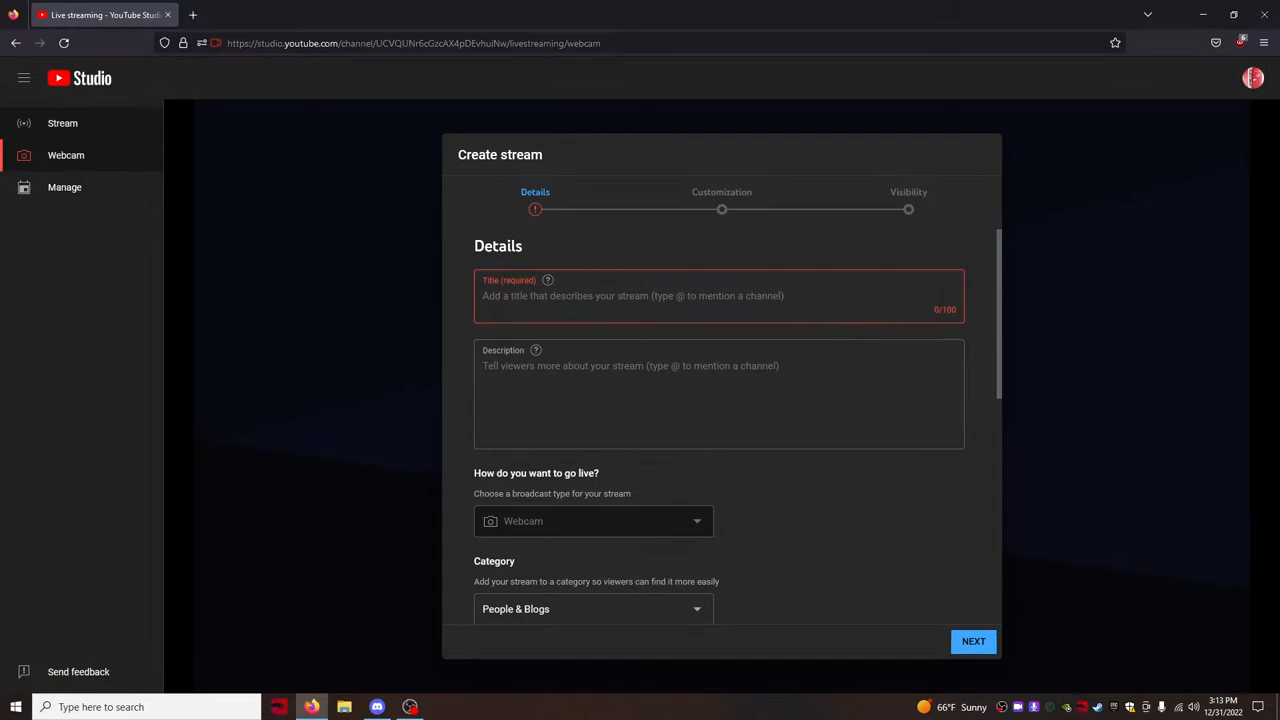 Live streaming - YouTube Studi
https://studio.youtube.com/channel/UCVQUNr6cGzcAX4pDEvhuiNw/livestreaming/webcam
6
Studio
Stream
Webcam
Manage
Create stream
Details
Customization
Visibility
Details
Title (required)
Add a title that describes your stream (type @ to mention a channel)
0/100
Description
Tell viewers more about your stream (type @ to mention a channel)
How do you want to go live?
Choose a broadcast type for your stream
Webcam
Category
Add your stream to a category so viewers can find it more easily
People & Blogs
NEXT
Send feedback
Type here to search
66°F Sunny
3:13 PM
12/31/2022